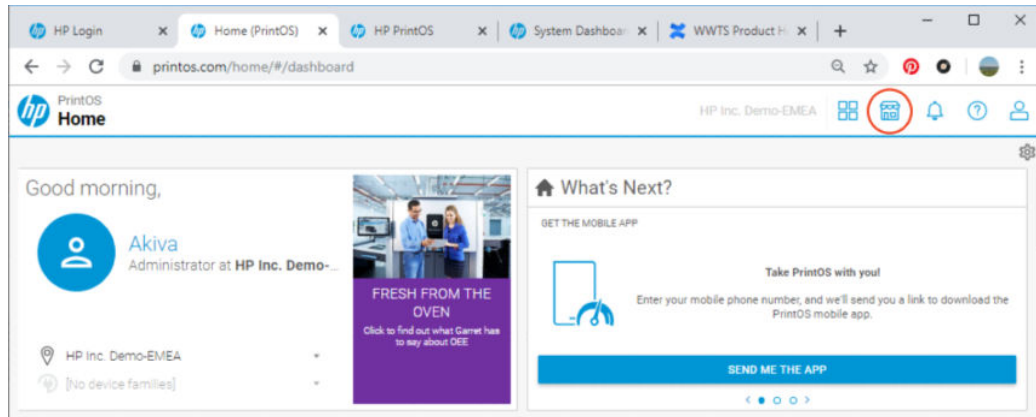 HP Login
Home (PrintOS)
HP PrintOS
System Dashboar
WWTS Product H
printos.com/home/#/dashboard
hp
PrintOS
Home
HP Inc. Demo-EMEA
Good morning,
Akiva
Administrator at HP Inc. Demo-...
HP Inc. Demo-EMEA
[No device families]
FRESH FROM THE
OVEN
Click to find out what Garret has
to say about OEE
What's Next?
GET THE MOBILE APP
Take PrintOS with you!
Enter your mobile phone number, and we'll send you a link to download the
PrintOS mobile app.
SEND ME THE APP